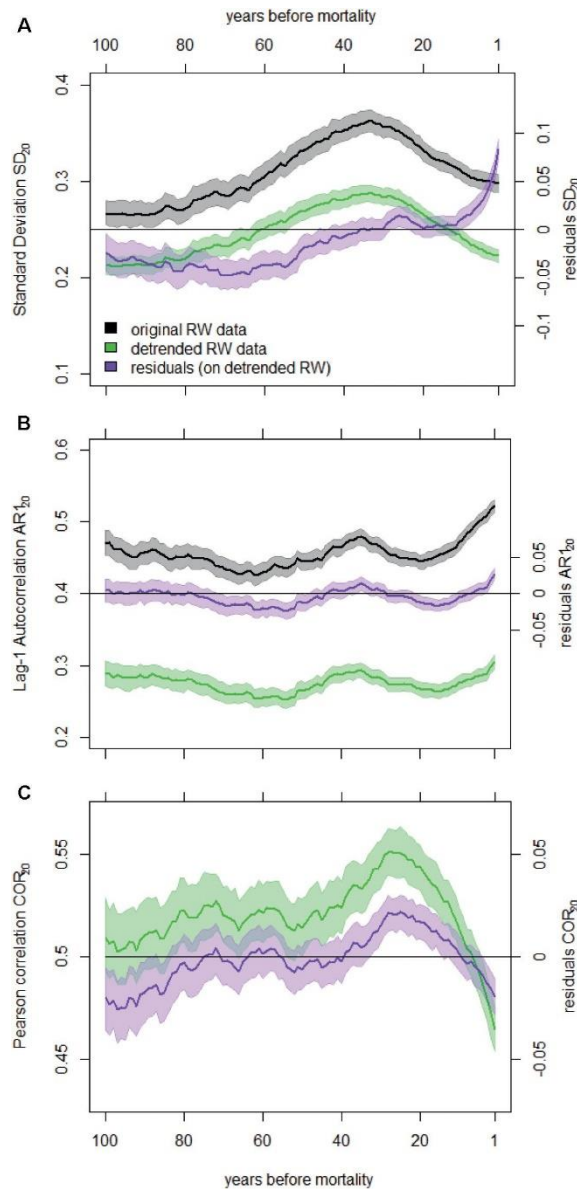 years before mortality
A
100 80 60 40 20 1
Standard Deviation SD20
0.4
0.3
0.2
0.1
0.1
0.05
0
-0.05
-0.1
residuals SD20
original RW data
detrended RW data
residuals (on detrended RW)
B
Lag-1 Autocorrelation AR120
0.6
0.5
0.4
0.3
0.2
0.05
0
-0.05
residuals AR120
C
Pearson correlation COR20
0.55
0.5
0.45
0.05
0
-0.05
residuals COR20
100 80 60 40 20 1
years before mortality